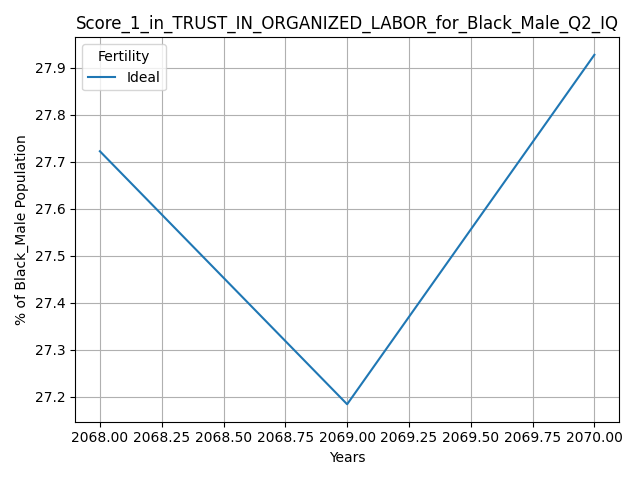 Score_1_in_TRUST_IN_ORGANIZED_LABOR_for_Black_Male_Q2_IQ
Fertility
Ideal
27.9
27.8
27.7
27.6
27.5
27.4
27.3
27.2
% of Black_Male Population
2068.00 2068.25 2068.50 2068.75 2069.00 2069.25 2069.50 2069.75 2070.00
Years